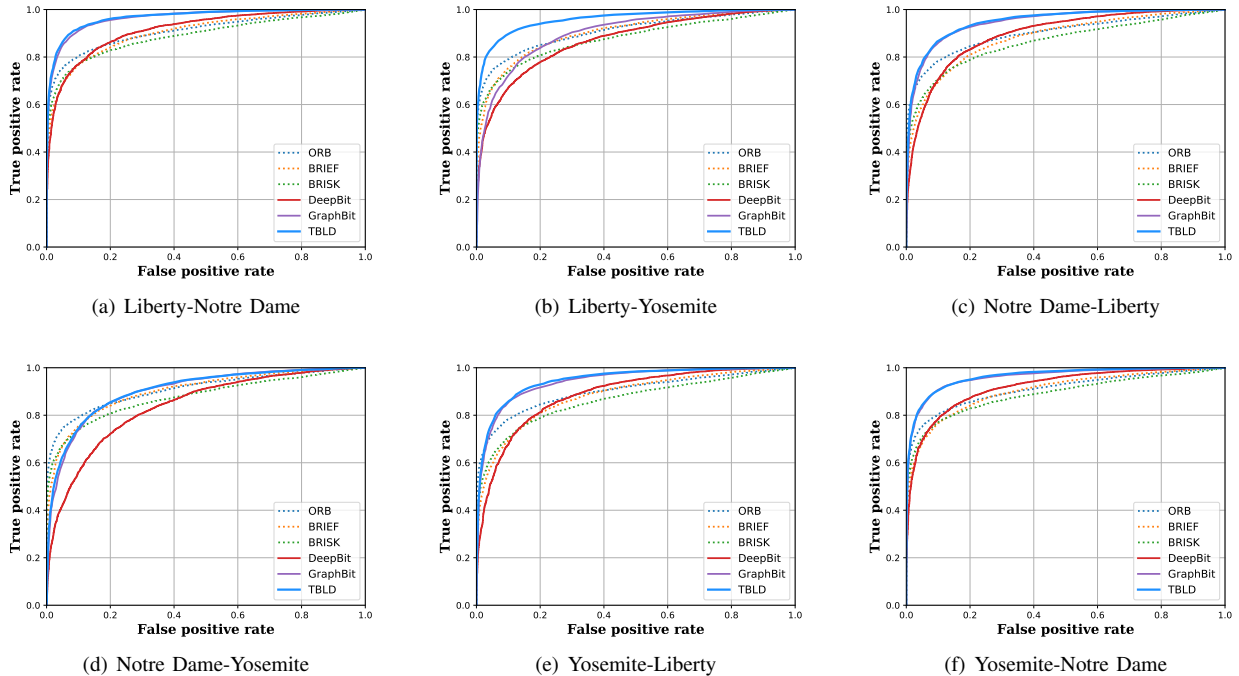 1.0
0.8
0.6
0.4
0.2
0.0
True positive rate
ORB
BRIEF
BRISK
DeepBit
GraphBit
TBLD
0.0 0.2 0.4 0.6 0.8 1.0
False positive rate
(a) Liberty-Notre Dame
1.0
0.8
0.6
0.4
0.2
0.0
True positive rate
ORB
BRIEF
BRISK
DeepBit
GraphBit
TBLD
0.0 0.2 0.4 0.6 0.8 1.0
False positive rate
(b) Liberty-Yosemite
1.0
0.8
0.6
0.4
0.2
0.0
True positive rate
ORB
BRIEF
BRISK
DeepBit
GraphBit
TBLD
0.0 0.2 0.4 0.6 0.8 1.0
False positive rate
(c) Notre Dame-Liberty
1.0
0.8
0.6
0.4
0.2
0.0
True positive rate
ORB
BRIEF
BRISK
DeepBit
GraphBit
TBLD
0.0 0.2 0.4 0.6 0.8 1.0
False positive rate
(d) Notre Dame-Yosemite
1.0
0.8
0.6
0.4
0.2
0.0
True positive rate
ORB
BRIEF
BRISK
DeepBit
GraphBit
TBLD
0.0 0.2 0.4 0.6 0.8 1.0
False positive rate
(e) Yosemite-Liberty
1.0
0.8
0.6
0.4
0.2
0.0
True positive rate
ORB
BRIEF
BRISK
DeepBit
GraphBit
TBLD
0.0 0.2 0.4 0.6 0.8 1.0
False positive rate
(f) Yosemite-Notre Dame